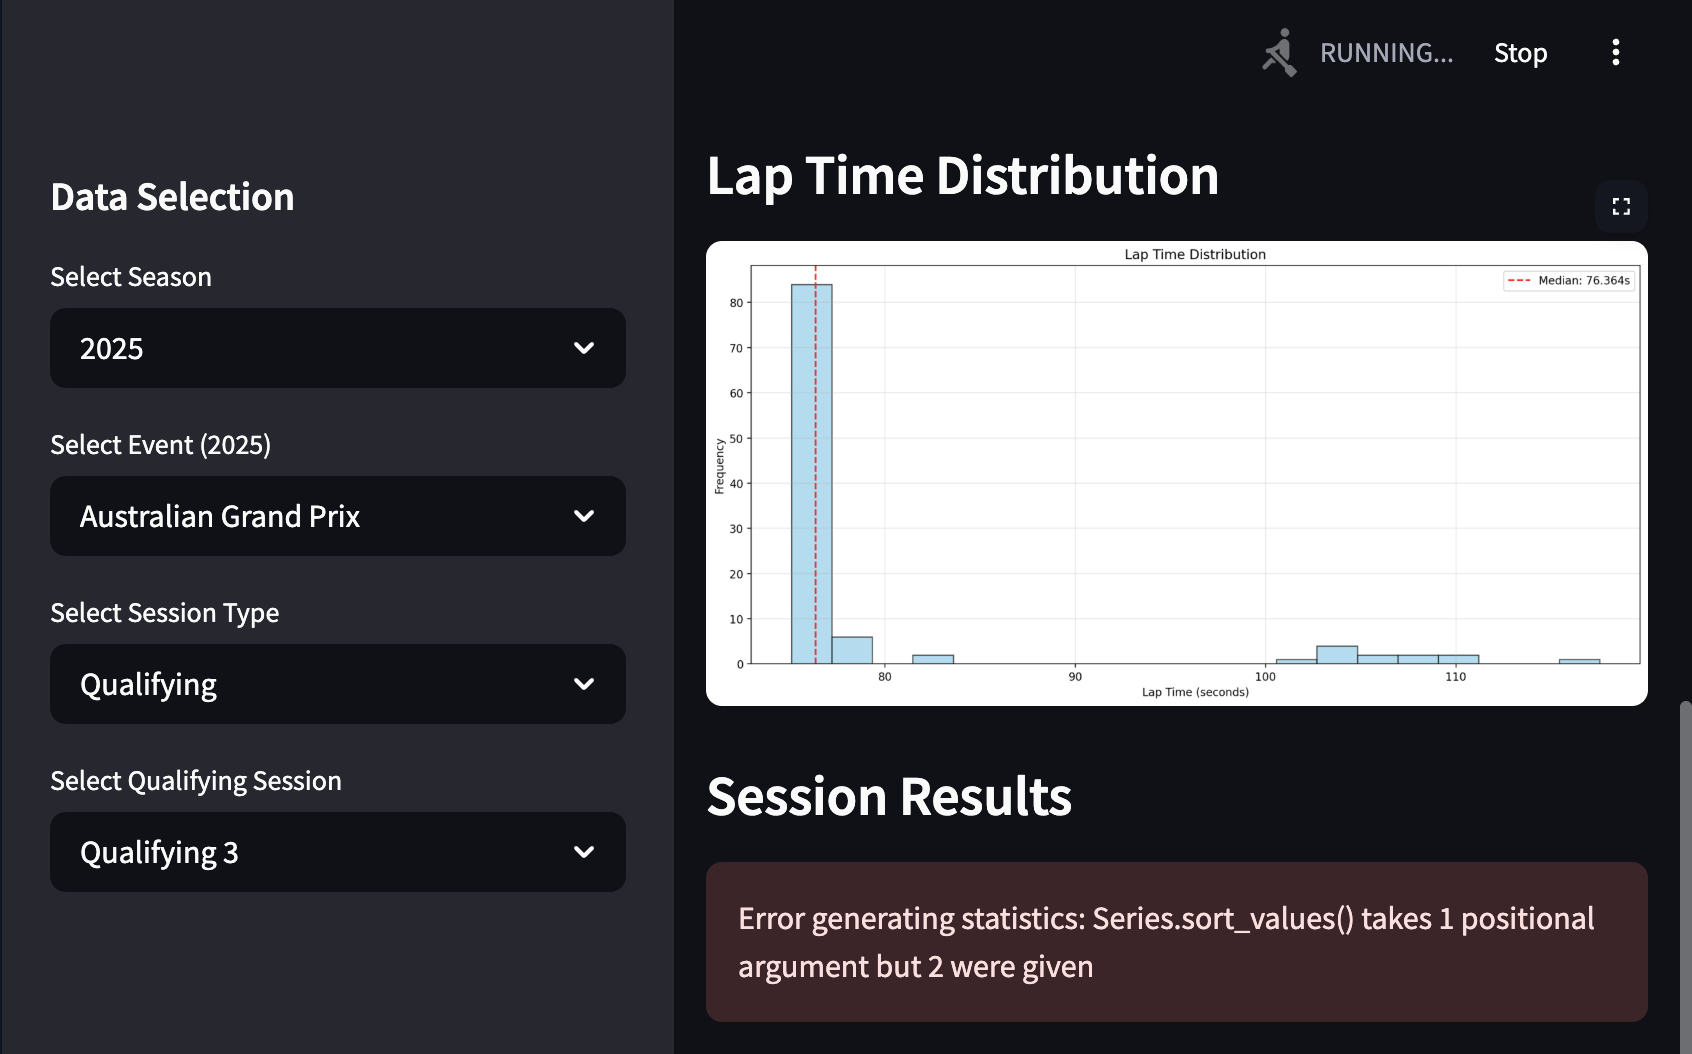 RUNNING...
Stop
Data Selection
Select Season
2025
Select Event (2025)
Australian Grand Prix
Select Session Type
Qualifying
Select Qualifying Session
Qualifying 3
Lap Time Distribution
Lap Time Distribution
Median: 76.364s
Frequency
80
70
60
50
40
30
20
10
0
80
90
100
110
Lap Time (seconds)
Session Results
Error generating statistics: Series.sort_values() takes 1 positional
argument but 2 were given